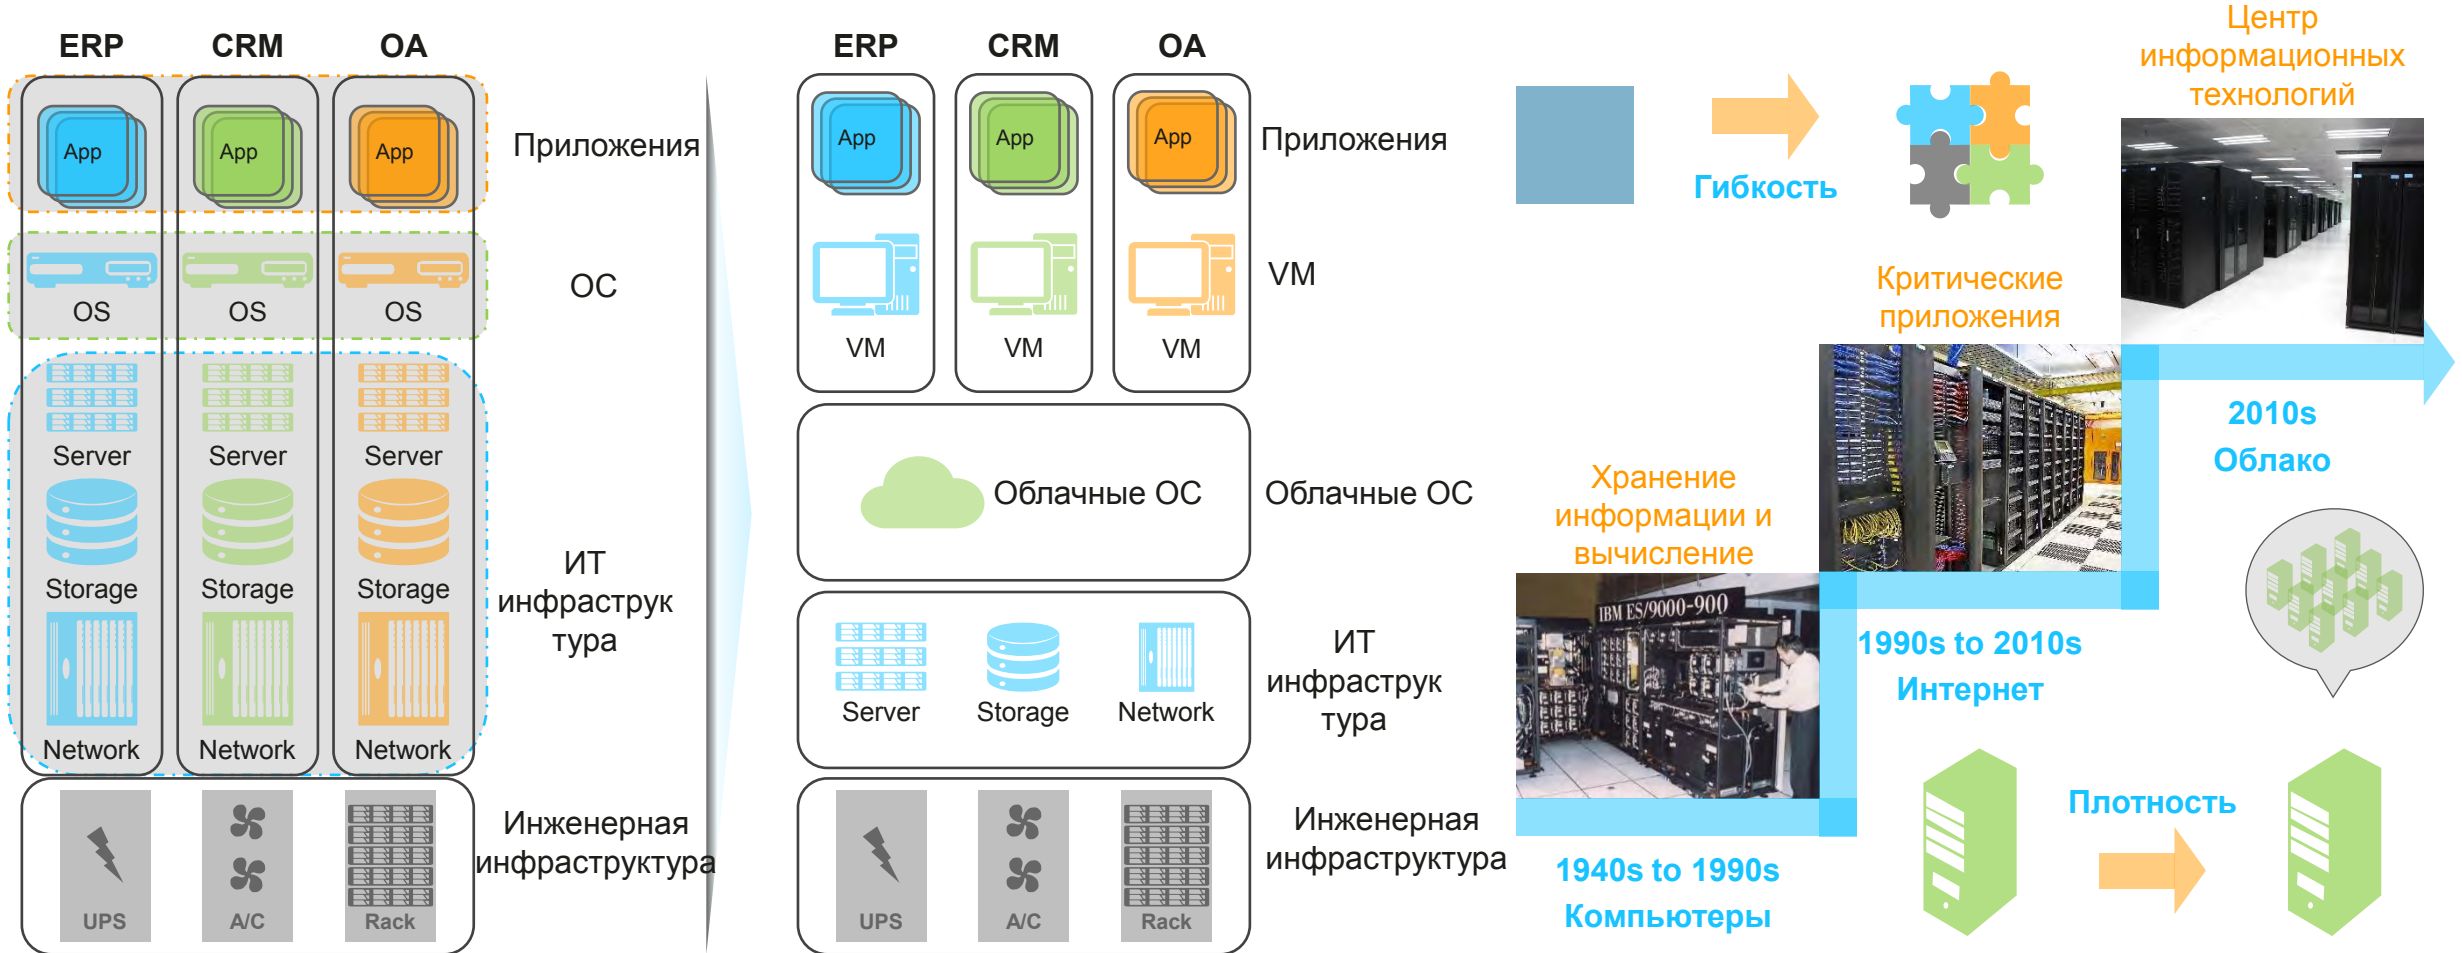 ERP
CRM
OA
App
App
App
Приложения
OS
OS
OS
ОС
Server
Server
Server
Storage
Storage
Storage
Network
Network
Network
ИТ
инфраструк
тура
UPS
A/C
Rack
Инженерная
инфраструктура
ERP
CRM
OA
App
App
App
Приложения
VM
VM
VM
VM
Облачные ОС
Облачные ОС
Server
Storage
Network
ИТ
инфраструк
тура
UPS
A/C
Rack
Инженерная
инфраструктура
Гибкость
Центр
информационных
технологий
Критические
приложения
Хранение
информации и
вычисление
IBM ES/9000-900
2010s
Облако
1990s to 2010s
Интернет
1940s to 1990s
Компьютеры
Плотность